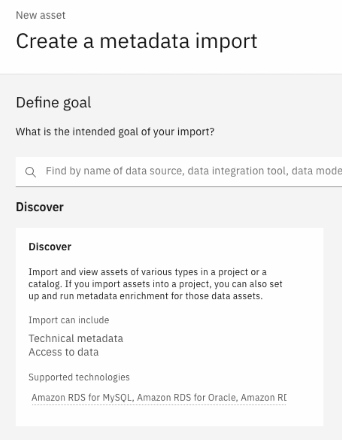 New asset
Create a metadata import
Define goal
What is the intended goal of your import?
Find by name of data source, data integration tool, data mode
Discover
Discover
Import and view assets of various types in a project or a
catalog. If you import assets into a project, you can also set
up and run metadata enrichment for those data assets.
Import can include
Technical metadata
Access to data
Supported technologies
Amazon RDS for MySQL, Amazon RDS for Oracle, Amazon